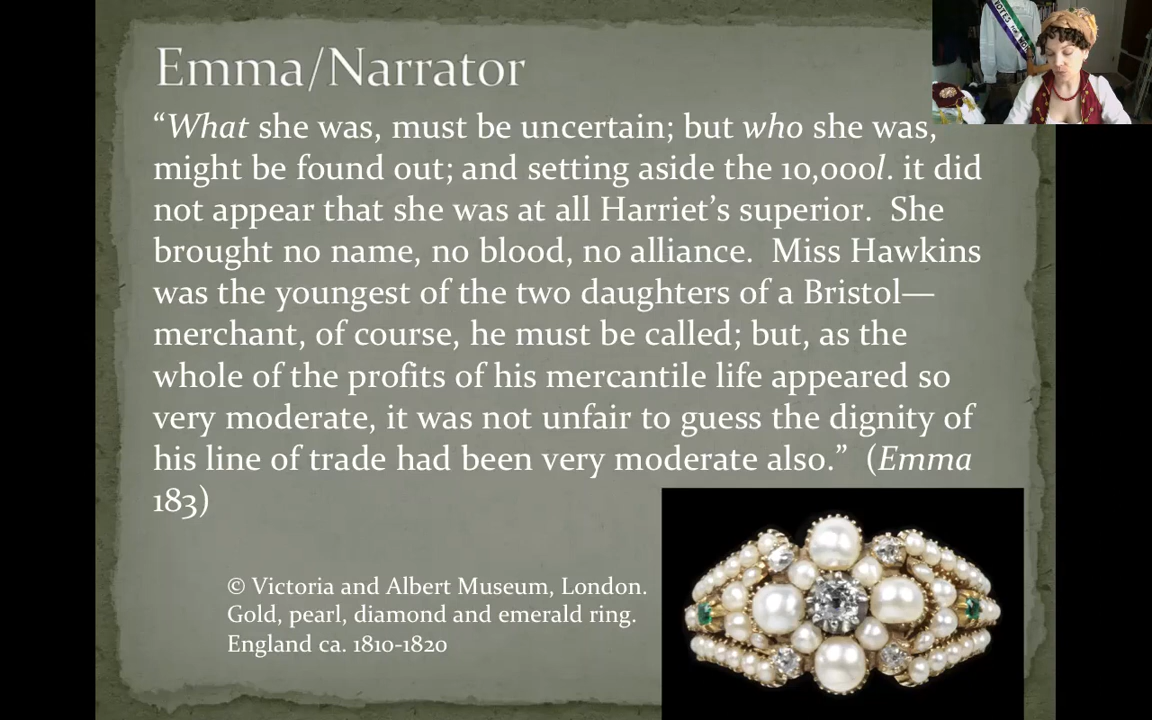 Emma/Narrator
“What she was, must be uncertain; but who she was,
might be found out; and setting aside the 10,000l. it did
not appear that she was at all Harriet’s superior.  She
brought no name, no blood, no alliance.  Miss Hawkins
was the youngest of the two daughters of a Bristol—
merchant, of course, he must be called; but, as the
whole of the profits of his mercantile life appeared so
very moderate, it was not unfair to guess the dignity of
his line of trade had been very moderate also.”  (Emma
183)
© Victoria and Albert Museum, London.
Gold, pearl, diamond and emerald ring.
England ca. 1810-1820